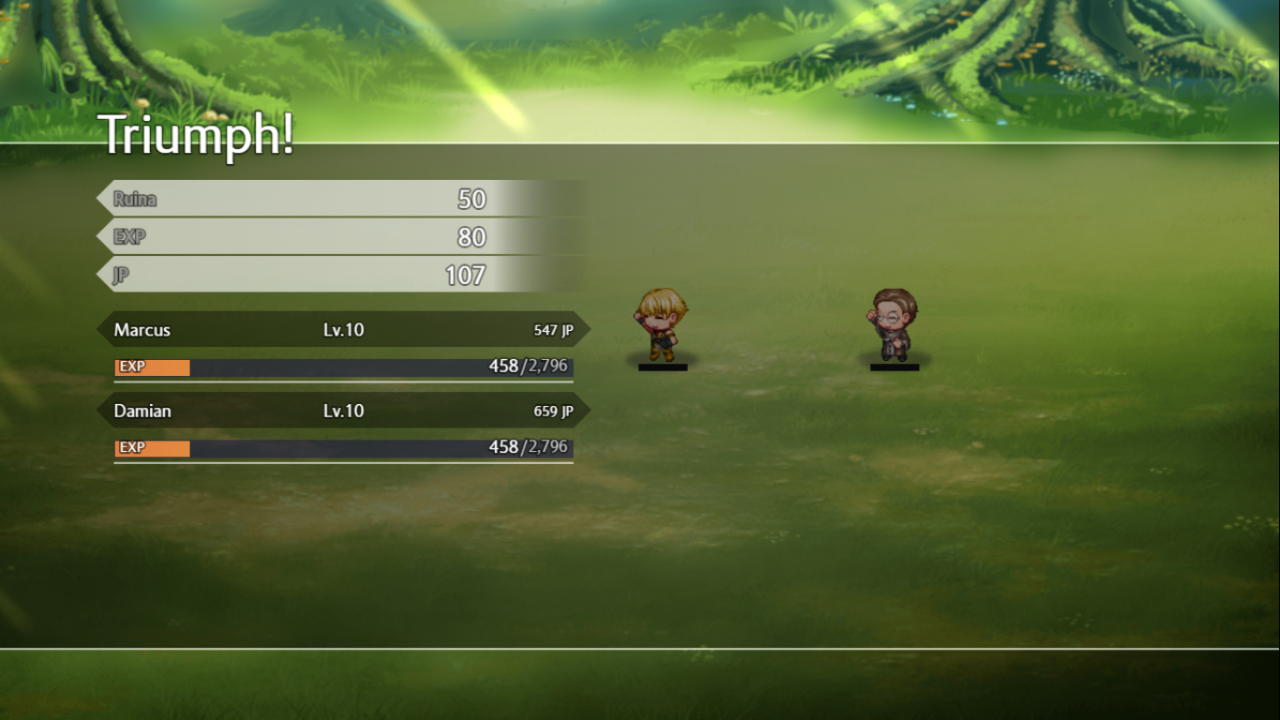 Triumph!
Ruina 50
EXP 80
JP 107
Marcus Lv.10 547 JP
EXP 458/2,796
Damian Lv.10 659 JP
EXP 458/2,796